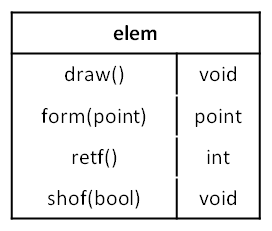 elem
draw() void
form(point) point
retf() int
shof(bool) void